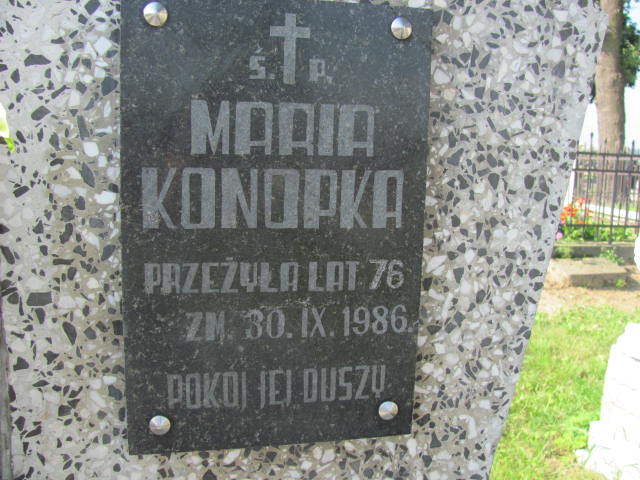 Ś. P.
MARIA
KONOPKA
PRZEŻYŁA LAT 76
ZM. 30. IX. 1986.
POKÓJ JEJ DUSZY